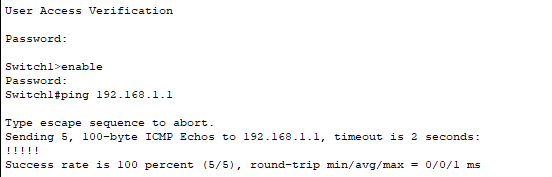 User Access Verification
Password:
Switch1>enable
Password:
Switch1#ping 192.168.1.1
Type escape sequence to abort.
Sending 5, 100-byte ICMP Echos to 192.168.1.1, timeout is 2 seconds:
!!!!!
Success rate is 100 percent (5/5), round-trip min/avg/max = 0/0/1 ms